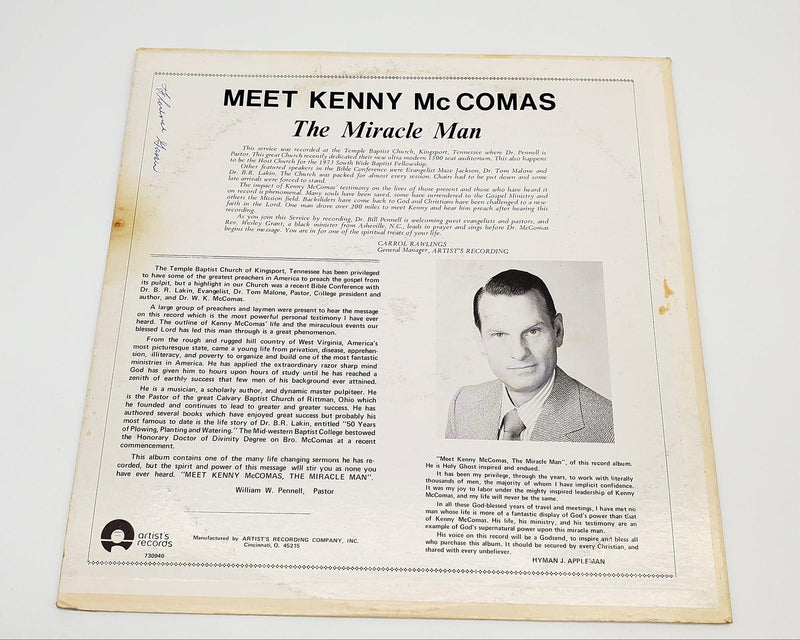 MEET KENNY McCOMAS
The Miracle Man
This service was recorded at the Temple Baptist Church, Kingsport, Tennessee where Dr. Pennell is
Pastor. This great Church recently dedicated their new ultra modern 1500 seat auditorium. This also happens
to be the Host Church for the 1973 South Wide Baptist Fellowship.
Other featured speakers in the Bible Conference were Evangelist Maze Jackson, Dr. Tom Malone and
Dr. B.R. Lakin. The Church was packed for almost every session. Chairs had to be put down and some
late arrivals were forced to stand.
The impact of Kenny McComas' testimony on the lives of those present and those who have heard it
on record is phenomenal. Many souls have been saved, some have surrendered to the Gospel Ministry and
others the Mission field. Backsliders have come back to God and Christians have been challenged to a new
faith in the Lord. One man drove over 200 miles to meet Kenny and hear him preach after hearing this
recording.
As you join this Service by recording, Dr. Bill Pennell is welcoming guest evangelists and pastors, and
Rev. Wezley Grant, a black minister from Asheville, N.C., leads in prayer and sings before Dr. McComas
begins the message. You are in for one of the spiritual treats of your life.
CARROL RAWLINGS
General Manager, ARTIST'S RECORDING
The Temple Baptist Church of Kingsport, Tennessee has been privileged
to have some of the greatest preachers in America to preach the gospel from
its pulpit, but a highlight in our Church was a recent Bible Conference with
Dr. B. R. Lakin, Evangelist, Dr. Tom Malone, Pastor, College president and
author, and Dr. W. K. McComas.
A large group of preachers and laymen were present to hear the message
on this record which is the most powerful personal testimony I have ever
heard. The outline of Kenny McComas' life and the miraculous events our
blessed Lord has led this man through is a great phenomenon.
From the rough and rugged hill country of West Virginia, America's
most picturesque state, came a young life from privation, disease, apprehen-
sion, illiteracy, and poverty to organize and build one of the most fantastic
ministries in America. He has applied the extraordinary razor sharp mind
God has given him to hours upon hours of study until he has reached a
zenith of earthly success that few men of his background ever attained.
He is a musician, a scholarly author, and dynamic master pulpiteer. He
is the Pastor of the great Calvary Baptist Church of Rittman, Ohio which
he founded and continues to lead to greater and greater success. He has
authored several books which have enjoyed great success but probably his
most famous to date is the life story of Dr. B.R. Lakin, entitled "50 Years
of Plowing, Planting and Watering." The Mid-western Baptist College bestowed
the Honorary Doctor of Divinity Degree on Bro. McComas at a recent
commencement.
This album contains one of the many life changing sermons he has re-
corded, but the spirit and power of this message will stir you as none you
have ever heard. "MEET KENNY McCOMAS, THE MIRACLE MAN".
William W. Pennell, Pastor
"Meet Kenny McComas, The Miracle Man", of this record album.
He is Holy Ghost inspired and endued.
It has been my privilege, through the years, to work with literally
thousands of men, the majority of whom I have implicit confidence.
It was my joy to labor under the mighty inspired leadership of Kenny
McComas, and my life will never be the same.
In all these God-blessed years of travel and meetings, I have met no
man whose life is more of a fantastic display of God's power than that
of Kenny McComas. His life, his ministry, and his testimony are an
example of God's supernatural power upon this miracle man.
His voice on this record will be a Godsend, to inspire and bless all
who purchase this album. It should be secured by every Christian, and
shared with every unbeliever.
HYMAN J. APPLEMAN
artist's
records
730940
Manufactured by ARTIST'S RECORDING COMPANY, INC.
Cincinnati, O. 45215